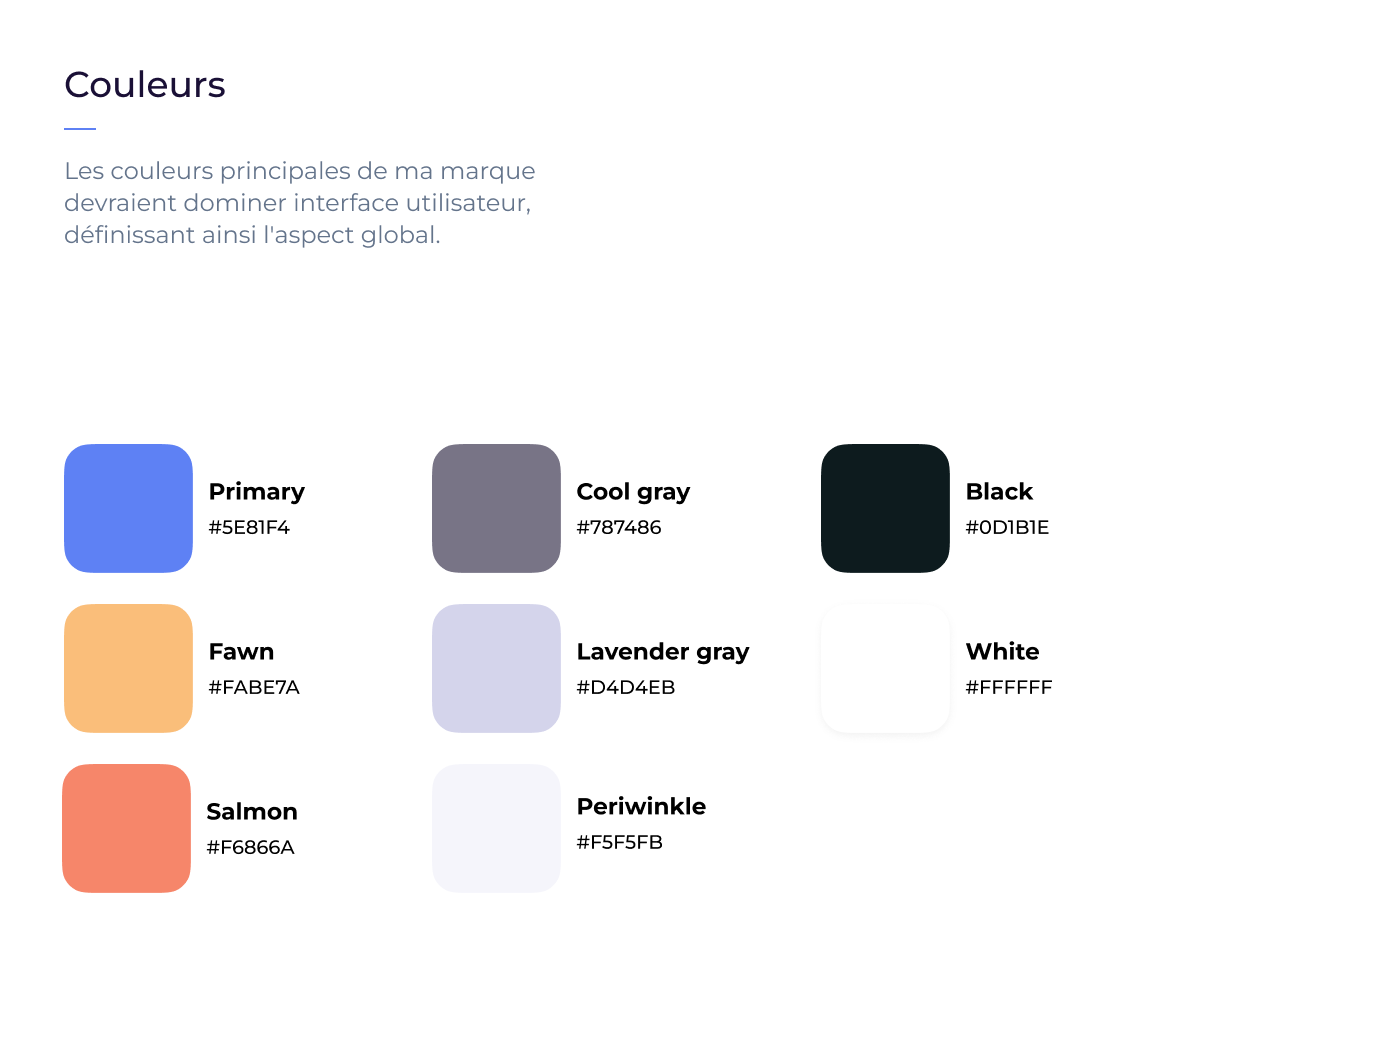 Couleurs
Les couleurs principales de ma marque
devraient dominer interface utilisateur,
définissant ainsi l'aspect global.
Primary
#5E81F4
Cool gray
#787486
Black
#0D1B1E
Fawn
#FABE7A
Lavender gray
#D4D4EB
White
#FFFFFF
Salmon
#F6866A
Periwinkle
#F5F5FB